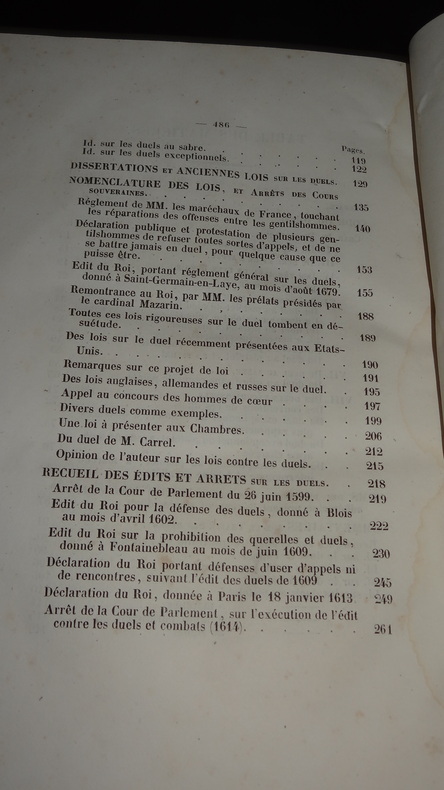 — 486 —
Pages.
Id. sur les duels au sabre. . . . . . . 119
Id. sur les duels exceptionnels. . . . . . . 122
DISSERTATIONS ET ANCIENNES LOIS SUR LES DUELS. 129
NOMENCLATURE DES LOIS, ET ARRÊTS DES COURS
SOUVERAINES. . . . . . . . . 135
Réglement de MM. les maréchaux de France, touchant
les réparations des offenses entre les gentilshommes. 140
Déclaration publique et protestation de plusieurs gen-
tilshommes de refuser toutes sortes d'appels, et de ne
se battre jamais en duel, pour quelque cause que ce
puisse être. . . . . . . . . 153
Edit du Roi, portant réglement général sur les duels,
donné à Saint-Germain-en-Laye, au mois d'août 1679. 155
Remontrance au Roi, par MM. les prélats présidés par
le cardinal Mazarin. . . . . . . . 188
Toutes ces lois rigoureuses sur le duel tombent en dé-
suétude. . . . . . . . . 189
Des lois sur le duel récemment présentées aux Etats-
Unis. . . . . . . . . 190
Remarques sur ce projet de loi . . . . . 191
Des lois anglaises, allemandes et russes sur le duel. . 195
Appel au concours des hommes de cœur . . . . 197
Divers duels comme exemples. . . . . . 199
Une loi à présenter aux Chambres. . . . . 206
Du duel de M. Carrel. . . . . . . 212
Opinion de l'auteur sur les lois contre les duels. . . 215
RECUEIL DES ÉDITS ET ARRETS SUR LES DUELS. . 218
Arrêt de la Cour de Parlement du 26 juin 1599. . . 219
Edit du Roi pour la défense des duels, donné à Blois
au mois d'avril 1602. . . . . . . 222
Edit du Roi sur la prohibition des querelles et duels,
donné à Fontainebleau au mois de juin 1609. . . 230
Déclaration du Roi portant défenses d'user d'appels ni
de rencontres, suivant l'édit des duels de 1609 . . 245
Déclaration du Roi, donnée à Paris le 18 janvier 1613 249
Arrêt de la Cour de Parlement, sur l'exécution de l'édit
contre les duels et combats (1614). . . . . 261